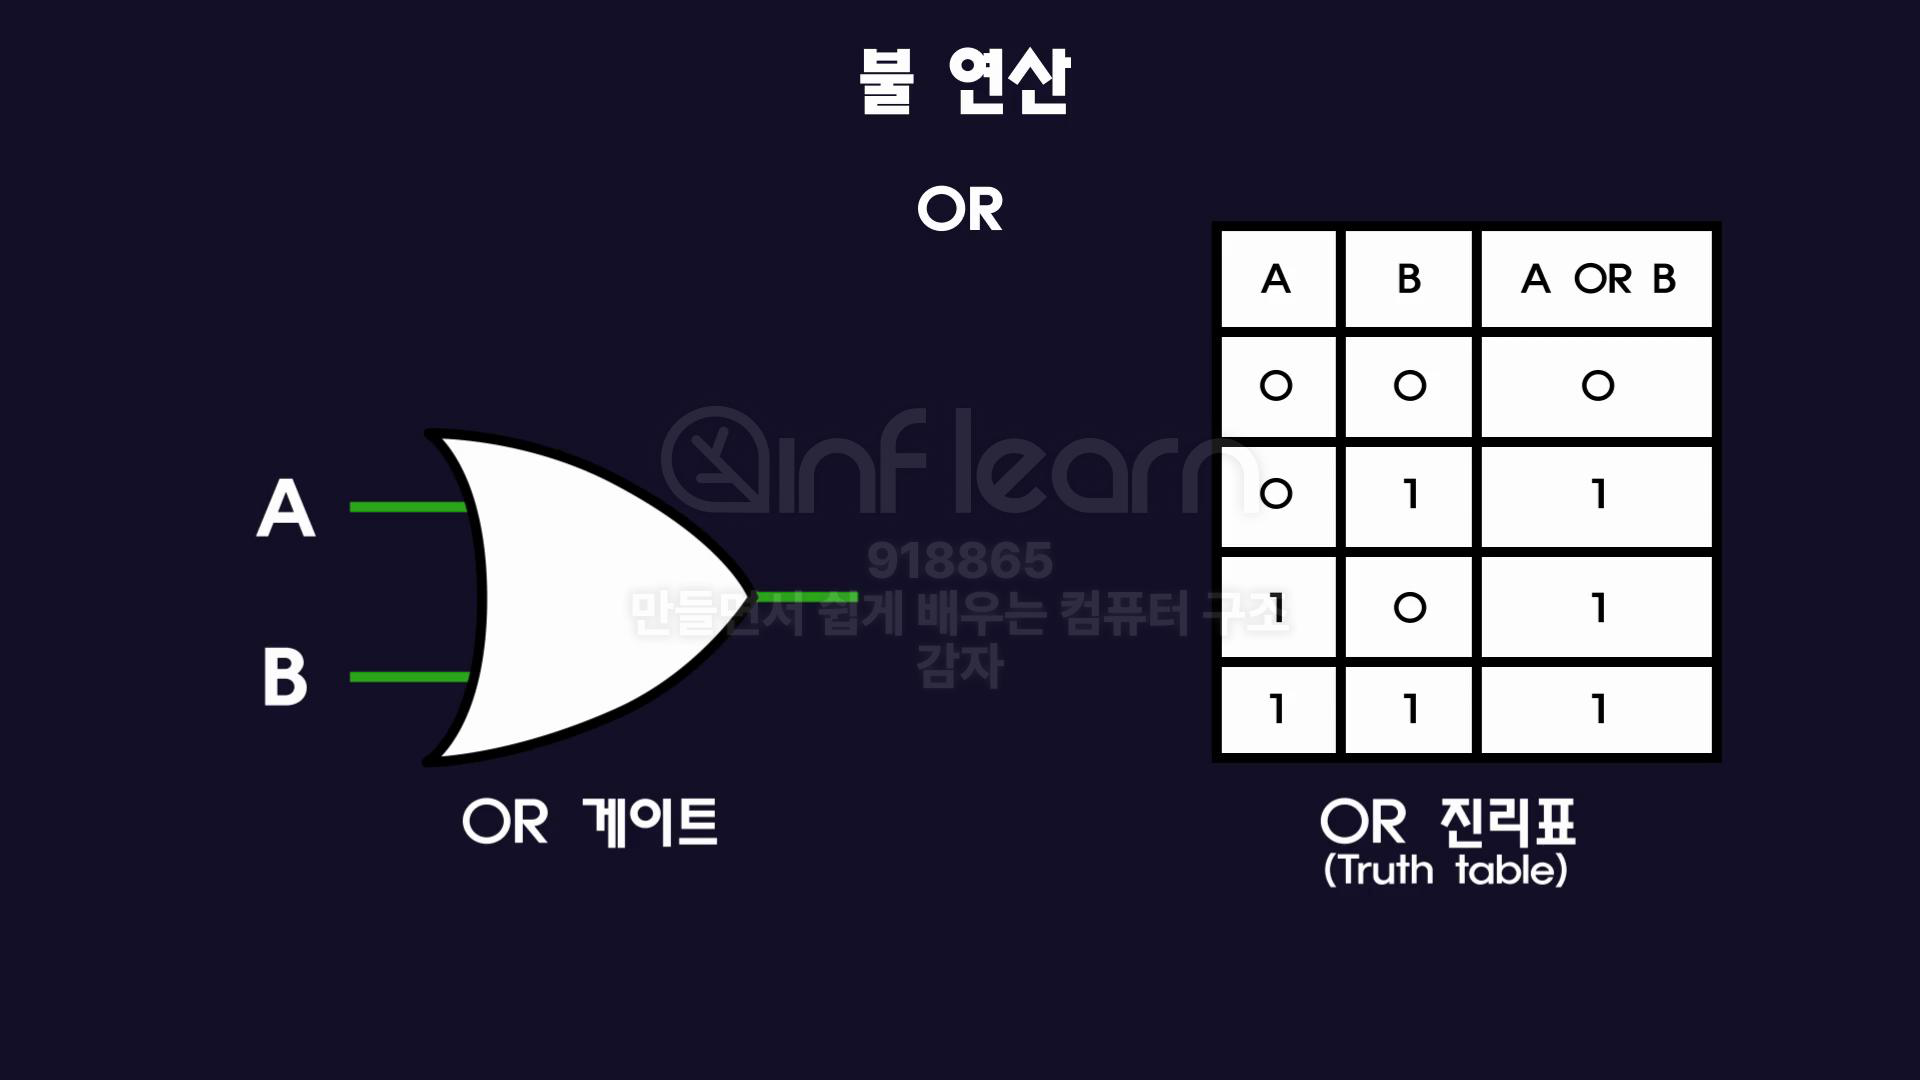 불 연산
OR
A
B
OR 게이트
A B A OR B
0 0 0
0 1 1
1 0 1
1 1 1
OR 진리표
(Truth table)
inflearn
918865
만들면서 쉽게 배우는 컴퓨터 구조
감자